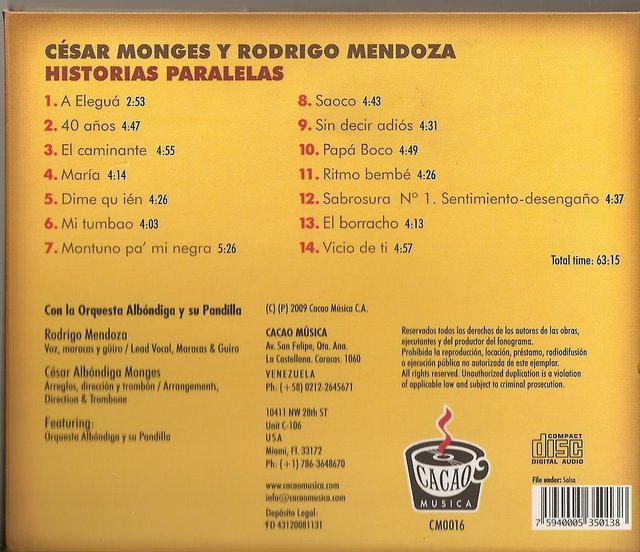 CÉSAR MONGES Y RODRIGO MENDOZA
HISTORIAS PARALELAS
1. A Eleguá 2:53
2. 40 años 4:47
3. El caminante 4:55
4. María 4:14
5. Dime qu ién 4:26
6. Mi tumbao 4:03
7. Montuno pa' mi negra 5:26
8. Saoco 4:43
9. Sin decir adiós 4:31
10. Papá Boco 4:49
11. Ritmo bembé 4:26
12. Sabrosura Nº 1. Sentimiento-desengaño 4:37
13. El borracho 4:13
14. Vicio de ti 4:57
Total time: 63:15
Con la Orquesta Albóndiga y su Pandilla
Rodrigo Mendoza
Voz, maracas y güiro / Lead Vocal, Maracas & Guiro
César Albóndiga Monges
Arreglos, dirección y trombón / Arrangements,
Direction & Trombone
Featuring:
Orquesta Albóndiga y su Pandilla
(C) (P) 2009 Cacao Música C.A.
CACAO MÚSICA
Av. San Felipe, Qta. Ana.
La Castellana. Caracas. 1060
VENEZUELA
Ph: (+58) 0212-2645671
10411 NW 28th ST
Unit C-106
USA
Miami, FL 33172
Ph: (+1) 786-3648670
www.cacaomusica.com
info@cacaomusica.com
Depósito Legal:
FD 43120081131
Reservados todos los derechos de los autores de las obras,
ejecutantes y del productor del fonograma.
Prohibida la reproducción, locación, préstamo, radiodifusión
o ejecución pública no autorizada de este ejemplar.
All rights reserved. Unauthorized duplication is a violation
of applicable law and subject to criminal prosecution.
CACAO
MUSICA
CM0016
COMPACT
disc
DIGITAL AUDIO
File under: Salsa
7 594000 5 350138